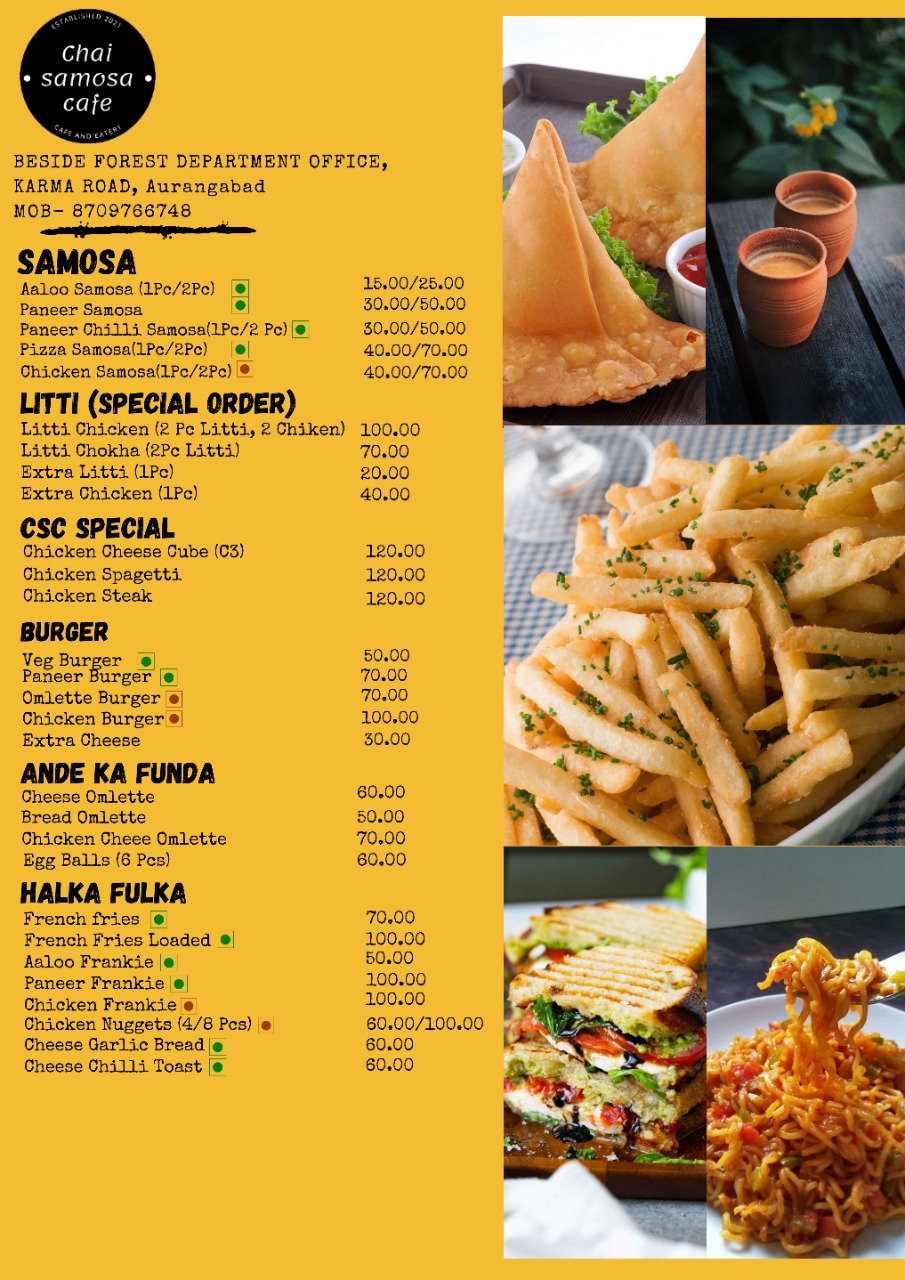 ESTABLISHED 2021
Chai
samosa
cafe
CAFE AND EATERY
BESIDE FOREST DEPARTMENT OFFICE,
KARMA ROAD, Aurangabad
MOB- 8709766748
SAMOSA
Aaloo Samosa (1Pc/2Pc) 15.00/25.00
Paneer Samosa 30.00/50.00
Paneer Chilli Samosa(1Pc/2 Pc) 30.00/50.00
Pizza Samosa(1Pc/2Pc) 40.00/70.00
Chicken Samosa(1Pc/2Pc) 40.00/70.00
LITTI (SPECIAL ORDER)
Litti Chicken (2 Pc Litti, 2 Chiken) 100.00
Litti Chokha (2Pc Litti) 70.00
Extra Litti (1Pc) 20.00
Extra Chicken (1Pc) 40.00
CSC SPECIAL
Chicken Cheese Cube (C3) 120.00
Chicken Spagetti 120.00
Chicken Steak 120.00
BURGER
Veg Burger 50.00
Paneer Burger 70.00
Omlette Burger 70.00
Chicken Burger 100.00
Extra Cheese 30.00
ANDE KA FUNDA
Cheese Omlette 60.00
Bread Omlette 50.00
Chicken Cheee Omlette 70.00
Egg Balls (6 Pcs) 60.00
HALKA FULKA
French fries 70.00
French Fries Loaded 100.00
Aaloo Frankie 50.00
Paneer Frankie 100.00
Chicken Frankie 100.00
Chicken Nuggets (4/8 Pcs) 60.00/100.00
Cheese Garlic Bread 60.00
Cheese Chilli Toast 60.00